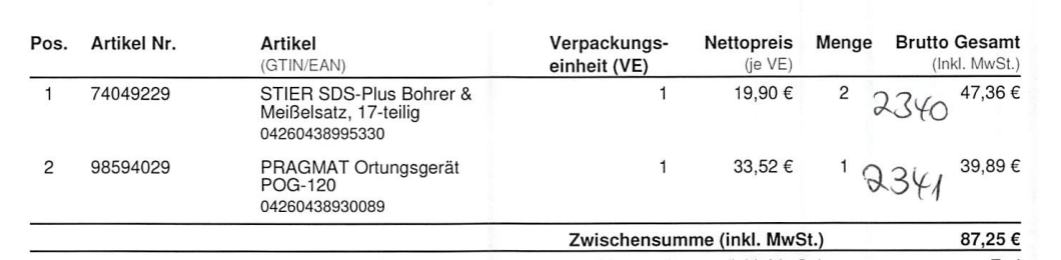 Pos. Artikel Nr. Artikel Verpackungs- Nettopreis Menge Brutto Gesamt
(GTIN/EAN) einheit (VE) (je VE) (Inkl. MwSt.)
1 74049229 STIER SDS-Plus Bohrer & 1 19,90 € 2 2340 47,36 €
Meißelsatz, 17-teilig
04260438995330
2 98594029 PRAGMAT Ortungsgerät 1 33,52 € 1 2341 39,89 €
POG-120
04260438930089
Zwischensumme (inkl. MwSt.) 87,25 €